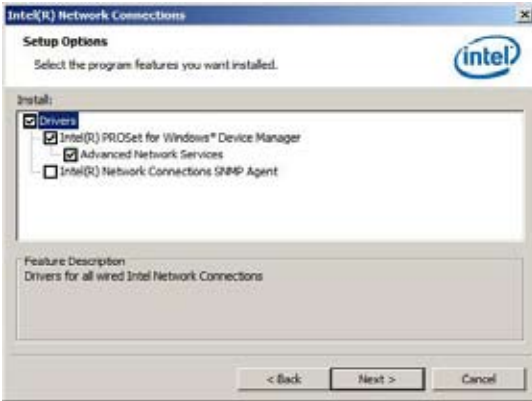 Intel(R) Network Connections
Setup Options
Select the program features you want installed.
intel
Install:
Drivers
Intel(R) PROSet for Windows* Device Manager
Advanced Network Services
Intel(R) Network Connections SNMP Agent
Feature Description
Drivers for all wired Intel Network Connections
< Back
Next >
Cancel